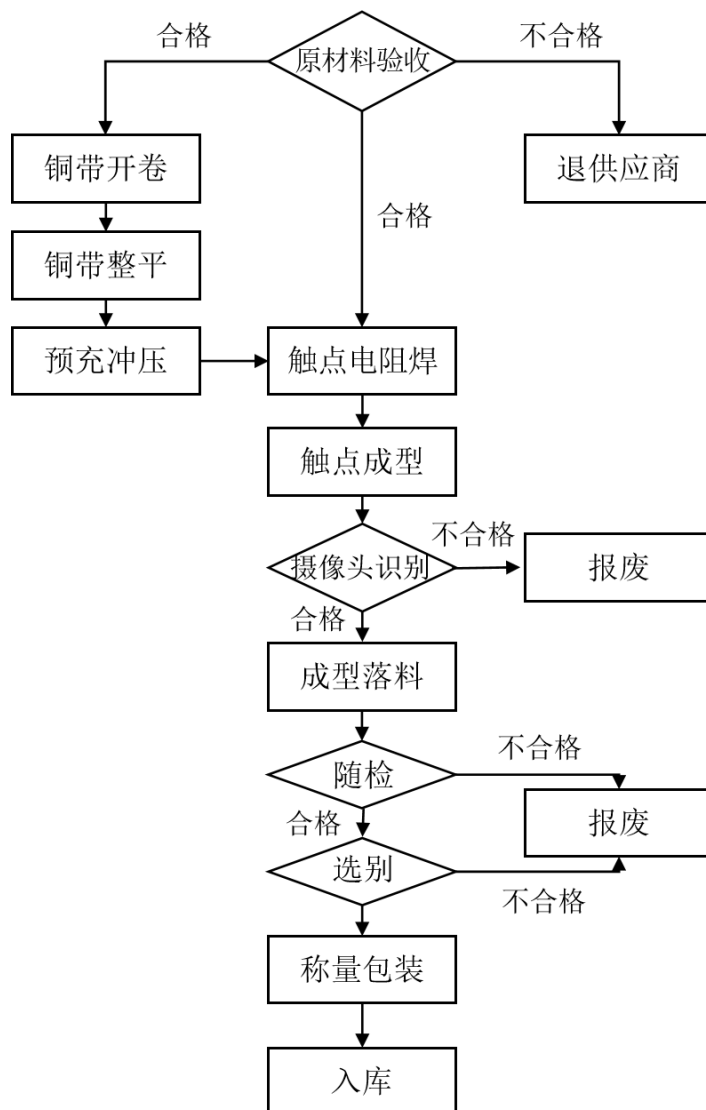 合格
原材料验收
不合格
铜带开卷
退供应商
合格
铜带整平
预充冲压
触点电阻焊
触点成型
不合格
摄像头识别
报废
合格
成型落料
不合格
随检
报废
合格
选别
不合格
称量包装
入库